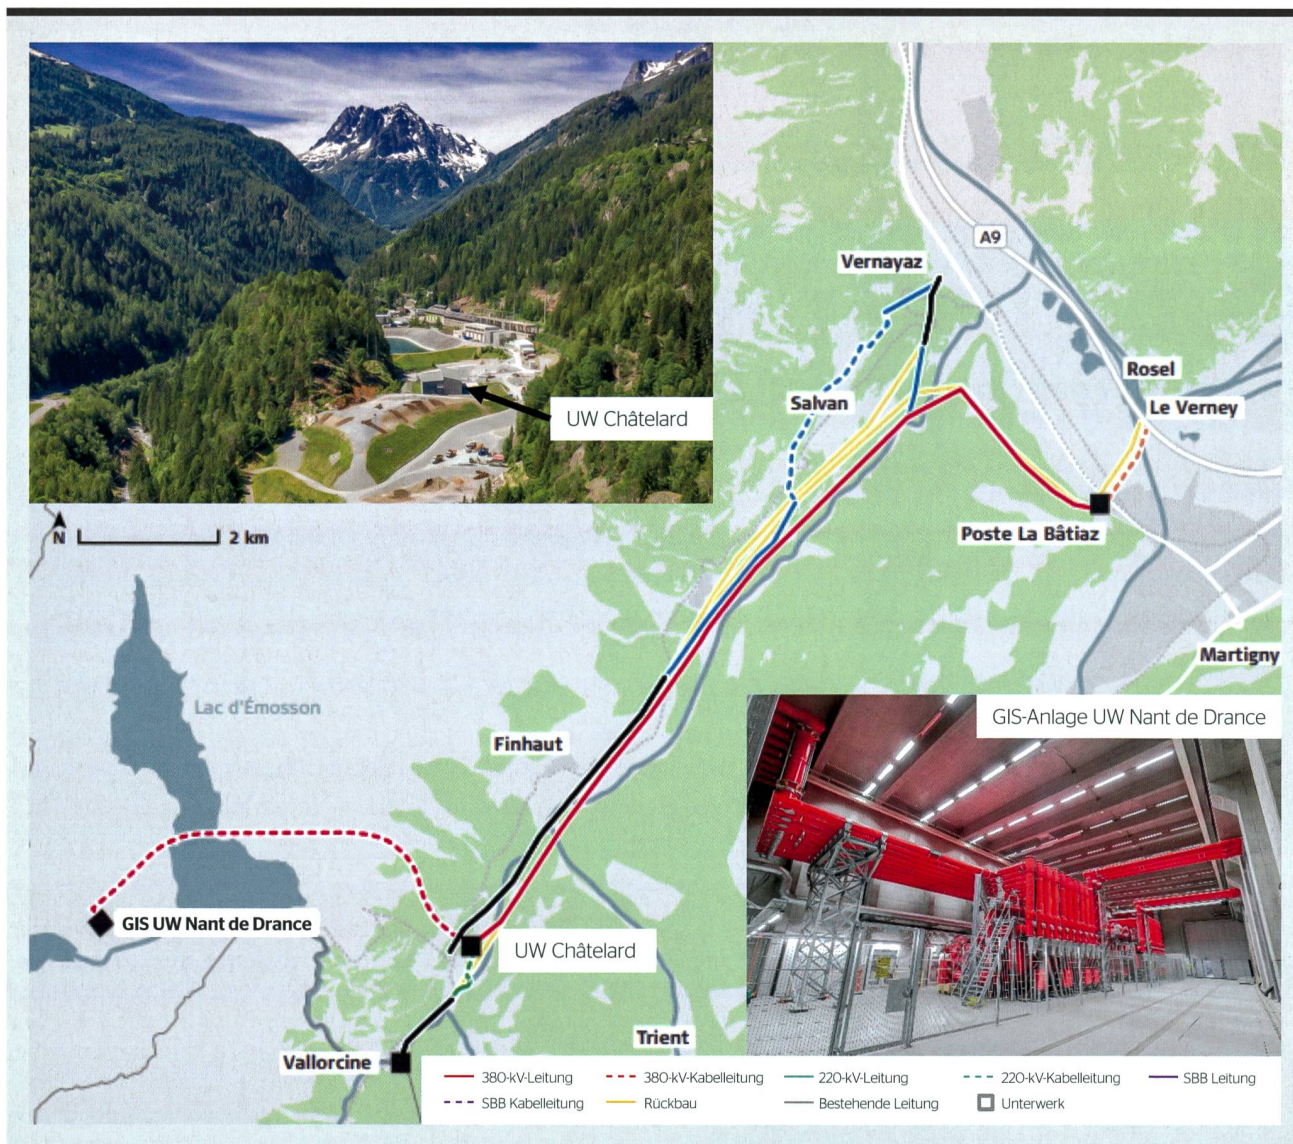 UW Châtelard
A9
Vernayaz
Rosel
Le Verney
Salvan
Poste La Bâtiaz
N
2 km
Martigny
Lac d'Émosson
GIS-Anlage UW Nant de Drance
Finhaut
GIS UW Nant de Drance
UW Châtelard
Trient
Vallorcine
380-kV-Leitung
380-kV-Kabelleitung
220-kV-Leitung
220-kV-Kabelleitung
SBB Leitung
SBB Kabelleitung
Rückbau
Bestehende Leitung
Unterwerk